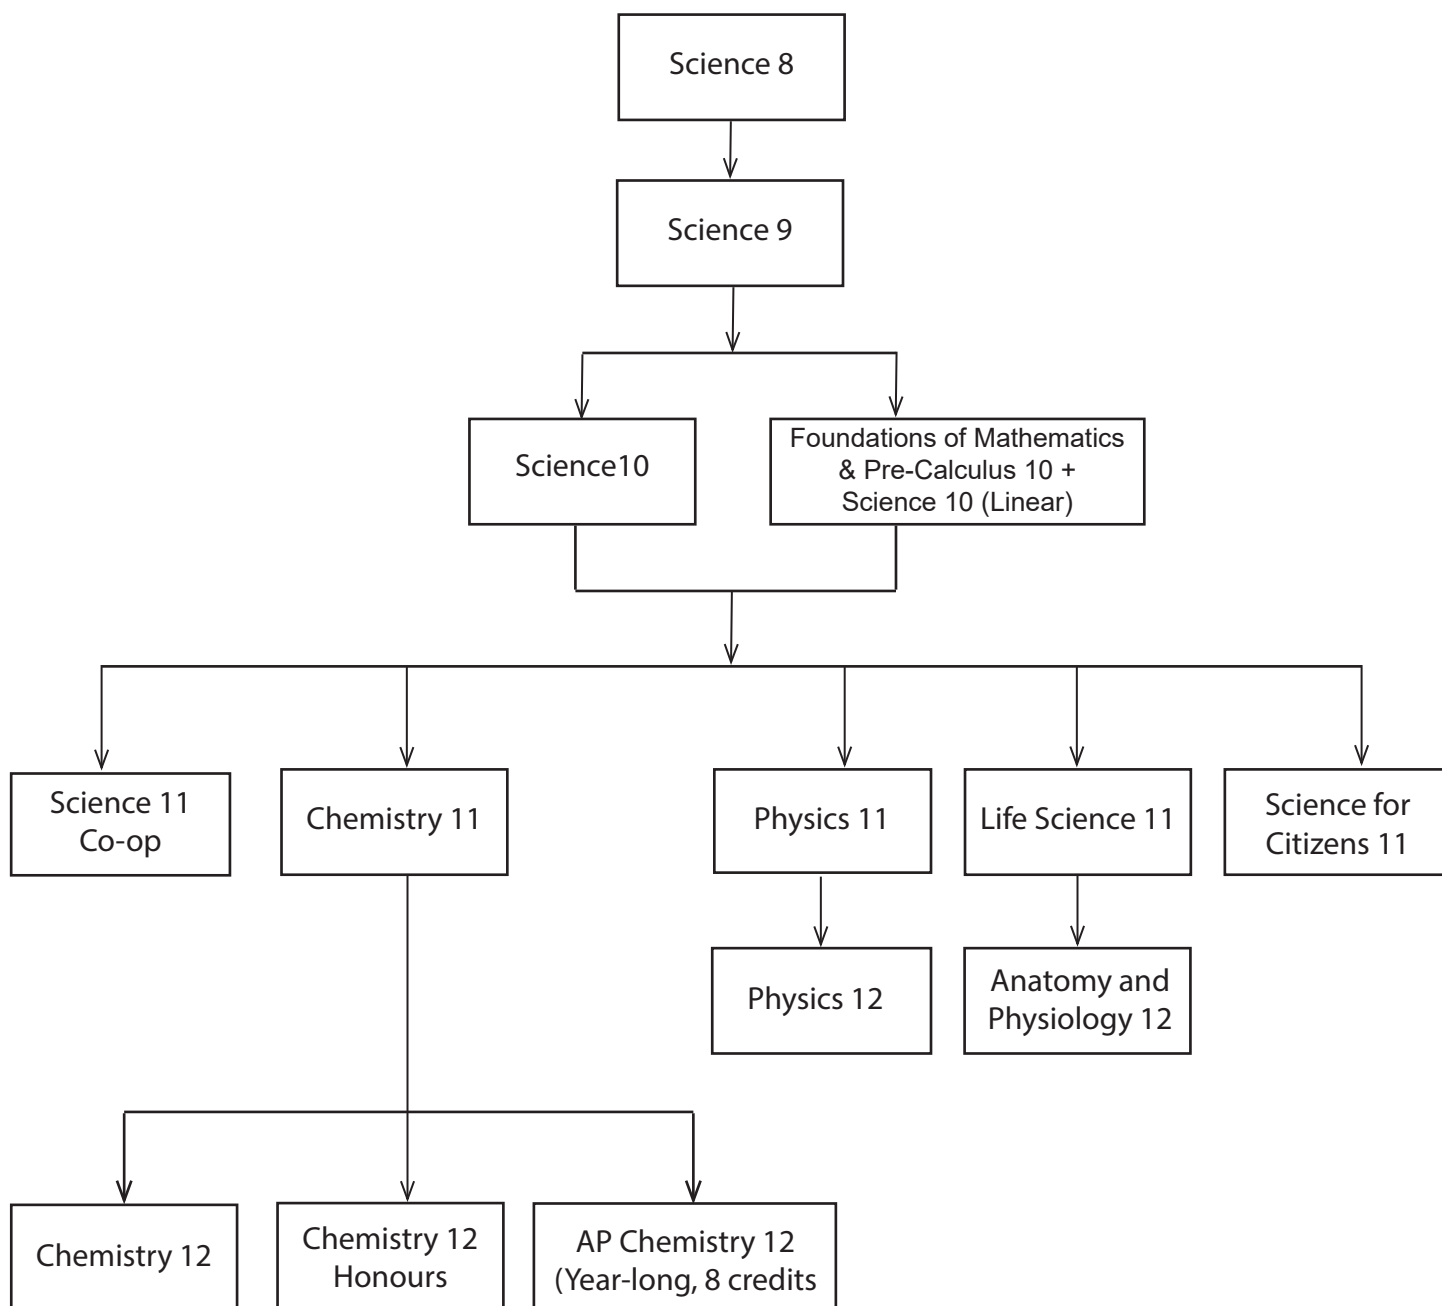 Science 8
Science 9
Science10
Foundations of Mathematics
& Pre-Calculus 10 +
Science 10 (Linear)
Science 11
Co-op
Chemistry 11
Physics 11
Life Science 11
Science for
Citizens 11
Physics 12
Anatomy and
Physiology 12
Chemistry 12
Chemistry 12
Honours
AP Chemistry 12
(Year-long, 8 credits